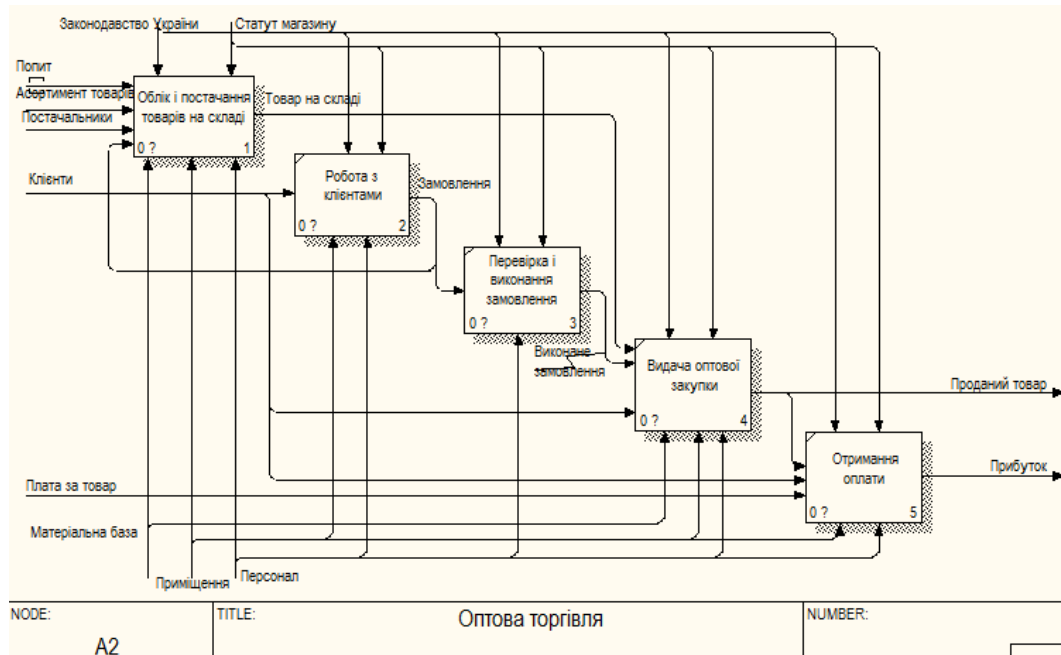 Законодавство України
Статут магазину
Попит
Асортимент товарів
Постачальники
Облік і постачання
товарів на складі
0 ?
1
Товар на складі
Клієнти
Робота з
клієнтами
0 ?
2
Замовлення
Перевірка і
виконання
замовлення
0 ?
3
Виконане
замовлення
Видача оптової
закупки
0 ?
4
Проданий товар
Отримання
оплати
0 ?
5
Прибуток
Плата за товар
Матеріальна база
Приміщення
Персонал
NODE:
A2
TITLE:
Оптова торгівля
NUMBER: